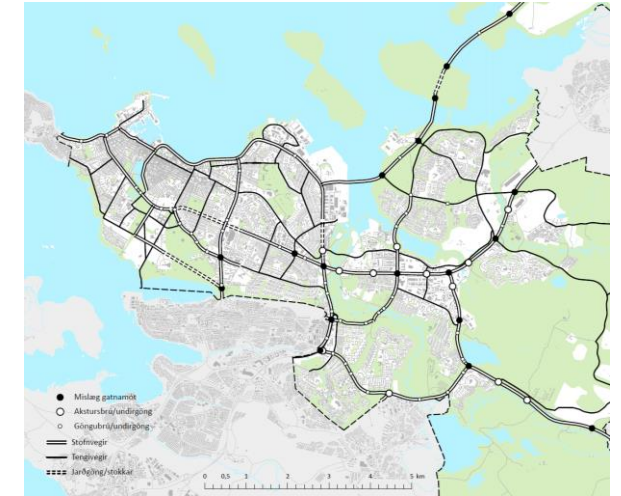 Mislæg gatnamót
Akstursbrú/undirgöng
Göngubrú/undirgöng
Stofnvegir
Tengivegir
Jarðgöng/stokkar
0 0,5 1 2 3 4 5 km